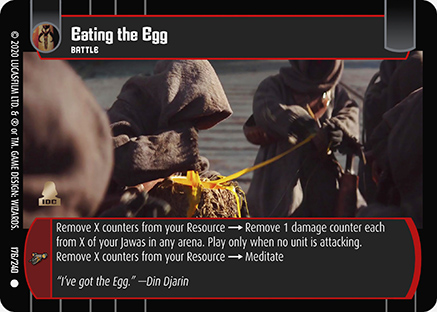 Eating the Egg
BATTLE
© 2020 LUCASFILM LTD. & ® or TM. GAME DESIGN: WIZARDS.
175/240
IDC
Remove X counters from your Resource → Remove 1 damage counter each
from X of your Jawas in any arena. Play only when no unit is attacking.
Remove X counters from your Resource → Meditate
“I’ve got the Egg.” —Din Djarin